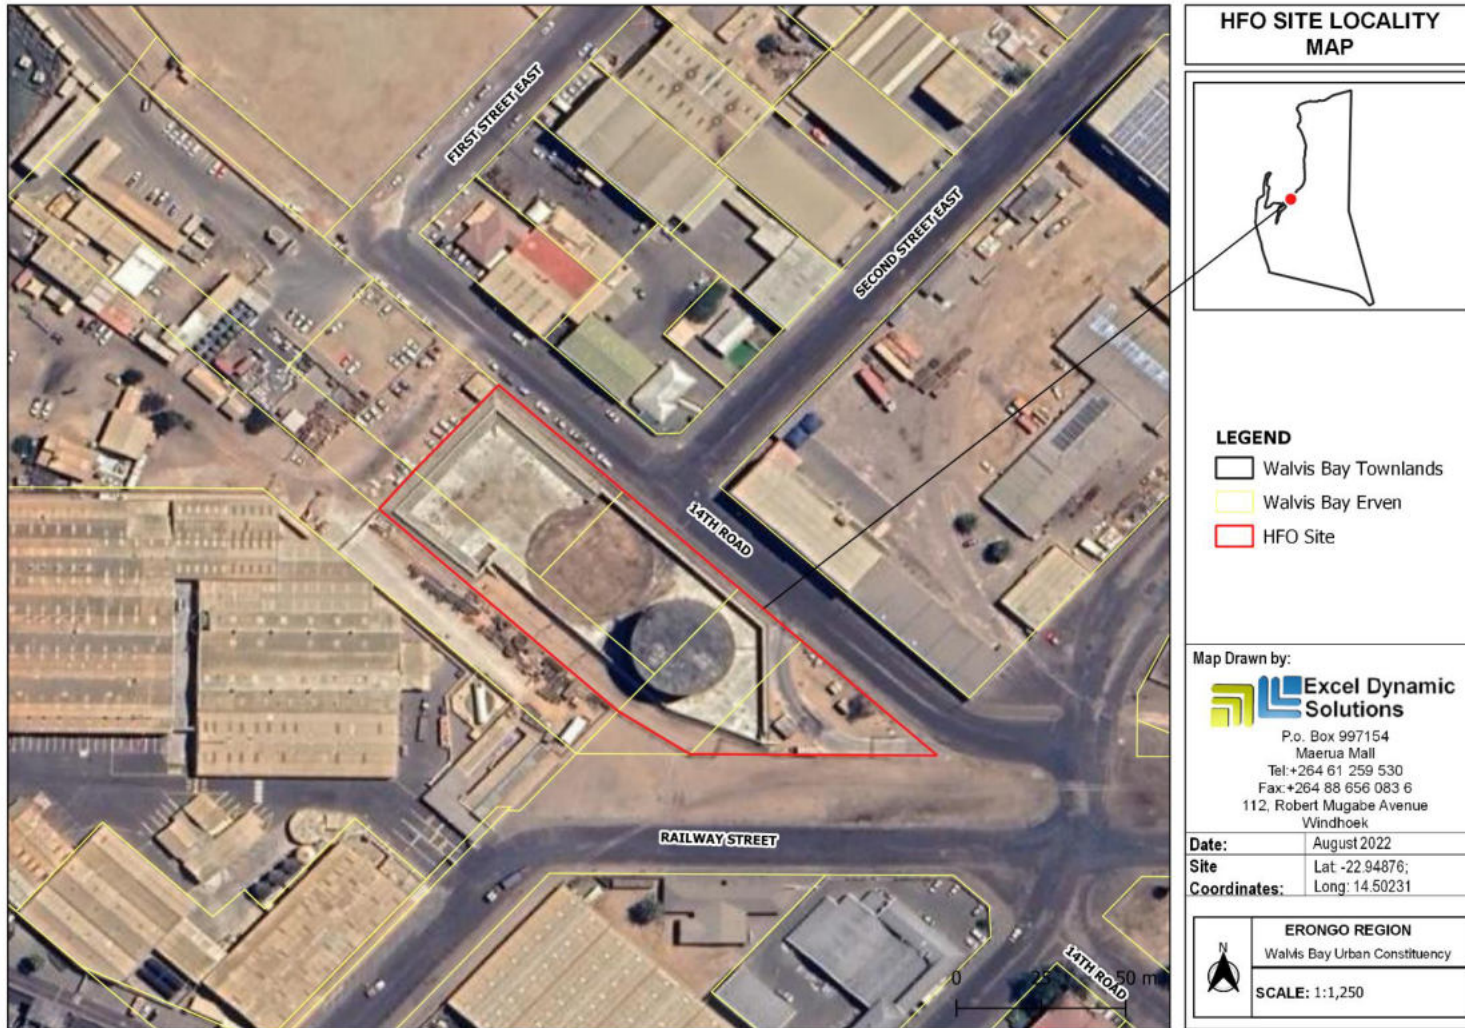 HFO SITE LOCALITY
MAP
FIRST STREET EAST
SECOND STREET EAST
14TH ROAD
RAILWAY STREET
14TH ROAD
0 25 50 m
LEGEND
Walvis Bay Townlands
Walvis Bay Erven
HFO Site
Map Drawn by:
Excel Dynamic
Solutions
P.o. Box 997154
Maerua Mall
Tel:+264 61 259 530
Fax:+264 88 656 083 6
112, Robert Mugabe Avenue
Windhoek
Date: August 2022
Site Lat: -22.94876;
Coordinates: Long: 14.50231
N
ERONGO REGION
Walvis Bay Urban Constituency
SCALE: 1:1,250